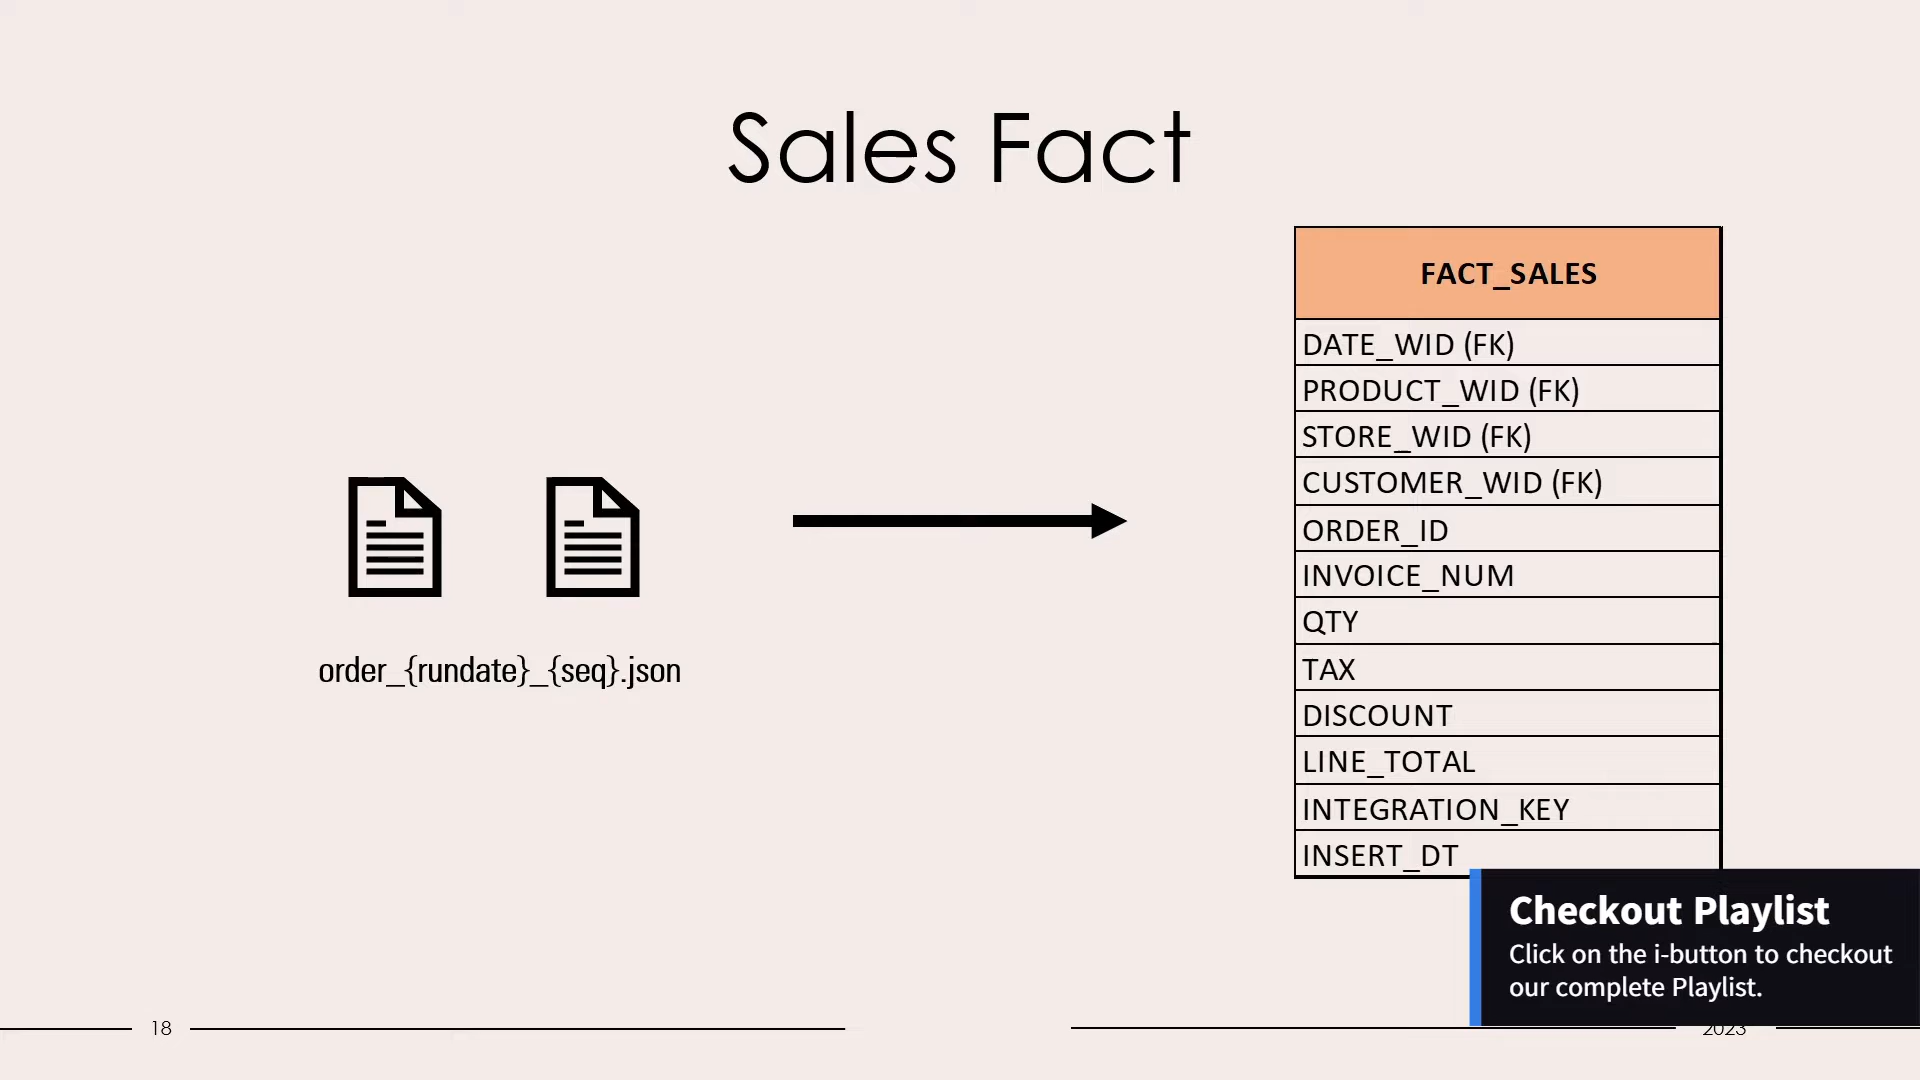 Sales Fact
order_{rundate}_{seq}.json
FACT_SALES
DATE_WID (FK)
PRODUCT_WID (FK)
STORE_WID (FK)
CUSTOMER_WID (FK)
ORDER_ID
INVOICE_NUM
QTY
TAX
DISCOUNT
LINE_TOTAL
INTEGRATION_KEY
INSERT_DT
Checkout Playlist
Click on the i-button to checkout
our complete Playlist.
18
2023